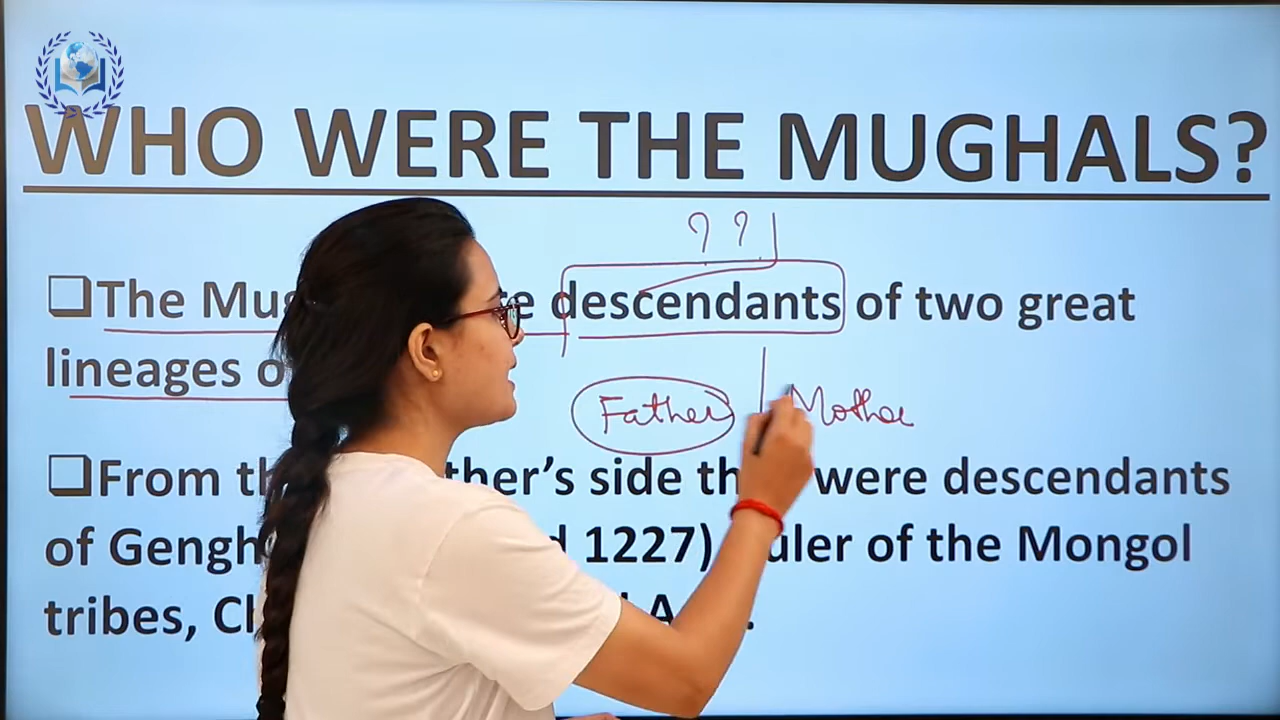 WHO WERE THE MUGHALS?
? ?
The Mug e descendants of two great
lineages o
Father Mother
From th ther's side th were descendants
of Gengh d 1227) uler of the Mongol
tribes, Ch A .